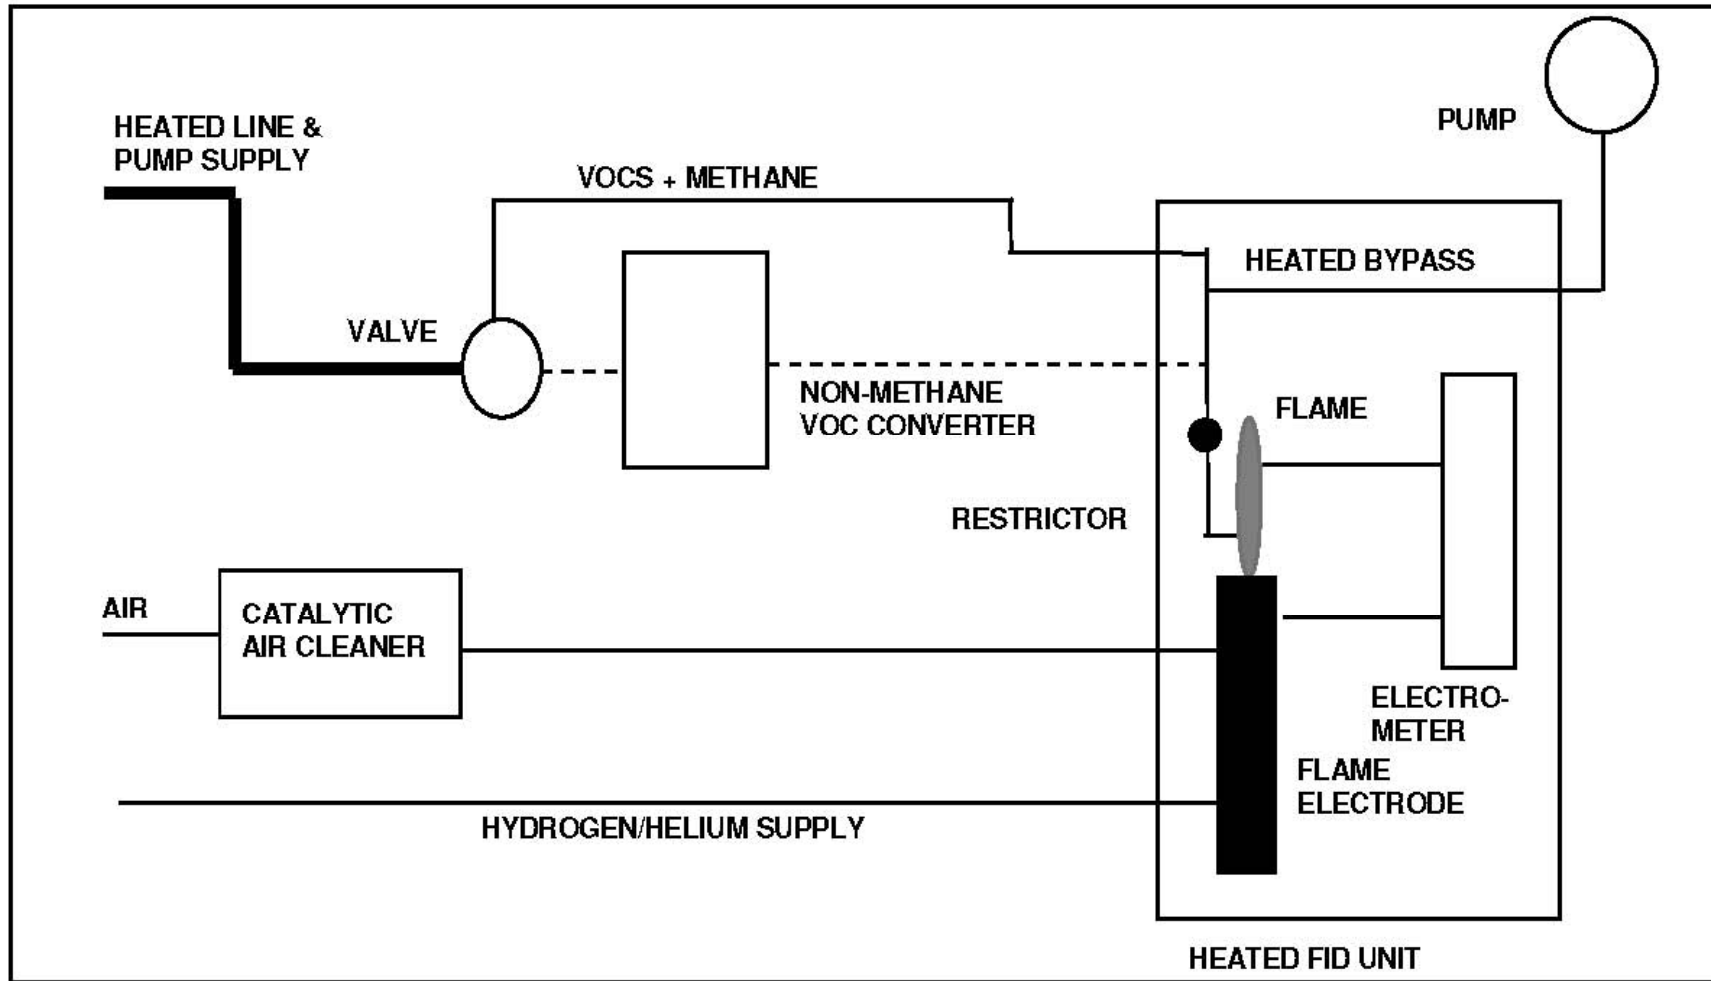 HEATED LINE &
PUMP SUPPLY
PUMP
VOCS + METHANE
HEATED BYPASS
VALVE
NON-METHANE
VOC CONVERTER
FLAME
RESTRICTOR
AIR
CATALYTIC
AIR CLEANER
ELECTRO-
METER
FLAME
ELECTRODE
HYDROGEN/HELIUM SUPPLY
HEATED FID UNIT